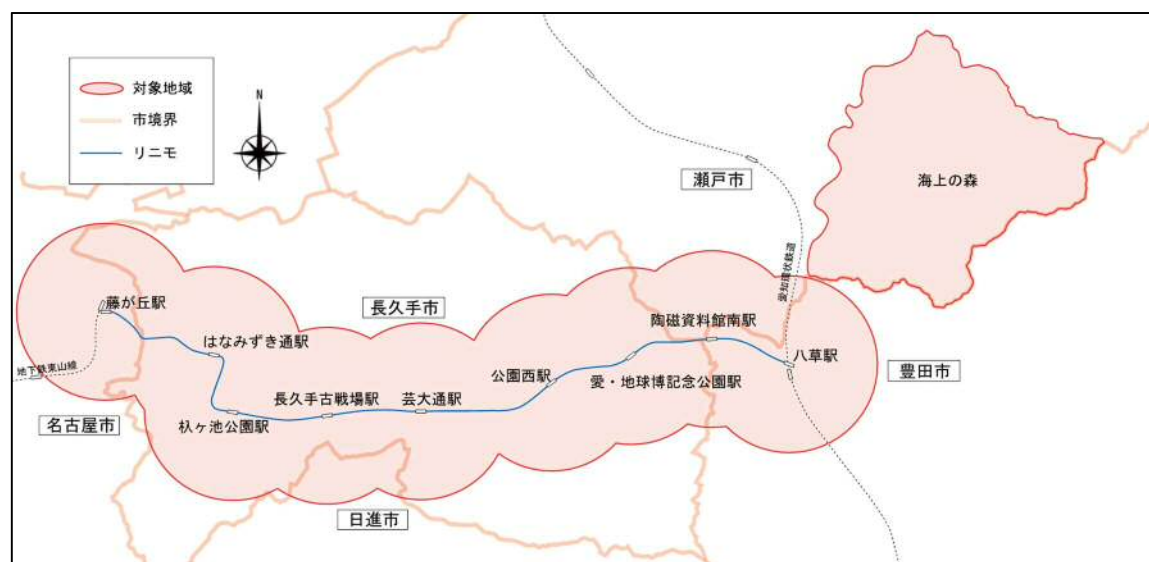 対象地域
市境界
リニモ
N
瀬戸市
海上の森
愛知環状鉄道
藤が丘駅
長久手市
はなみずき通駅
陶磁資料館南駅
地下鉄東山線
八草駅
公園西駅
愛・地球博記念公園駅
豊田市
長久手古戦場駅
芸大通駅
名古屋市
杁ヶ池公園駅
日進市